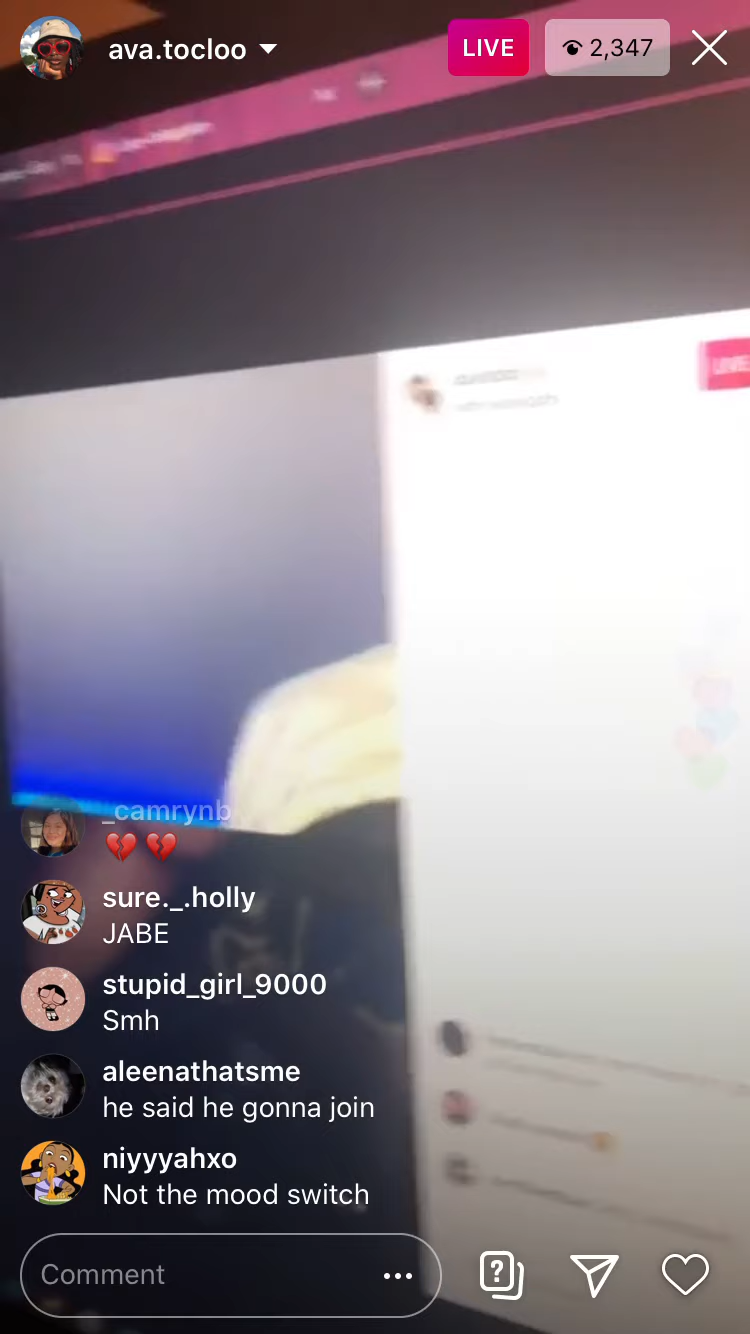 ava.tocloo
LIVE
2,347
LIVE
_camrynb
💔 💔
sure._.holly
JABE
stupid_girl_9000
Smh
aleenathatsme
he said he gonna join
niyyyahxo
Not the mood switch
Comment